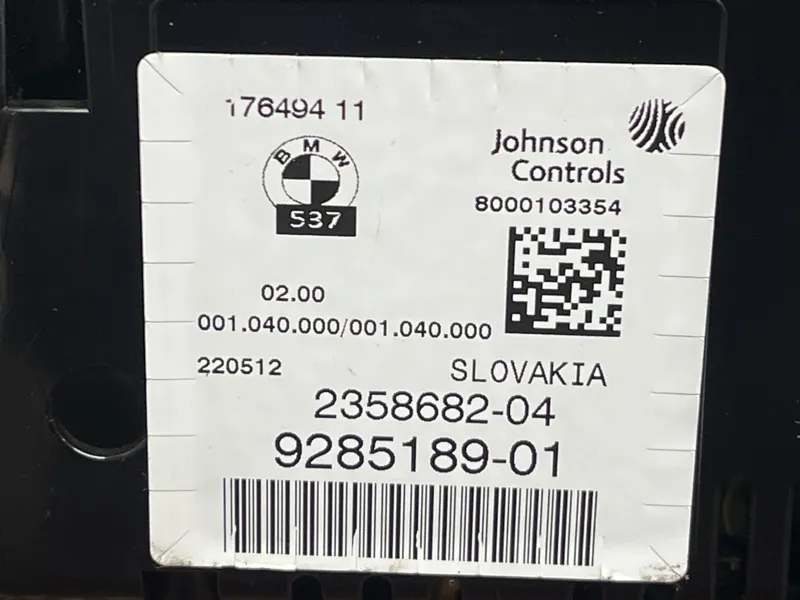 176494 11
BMW
537
Johnson
Controls
8000103354
02.00
001.040.000/001.040.000
220512
SLOVAKIA
2358682-04
9285189-01